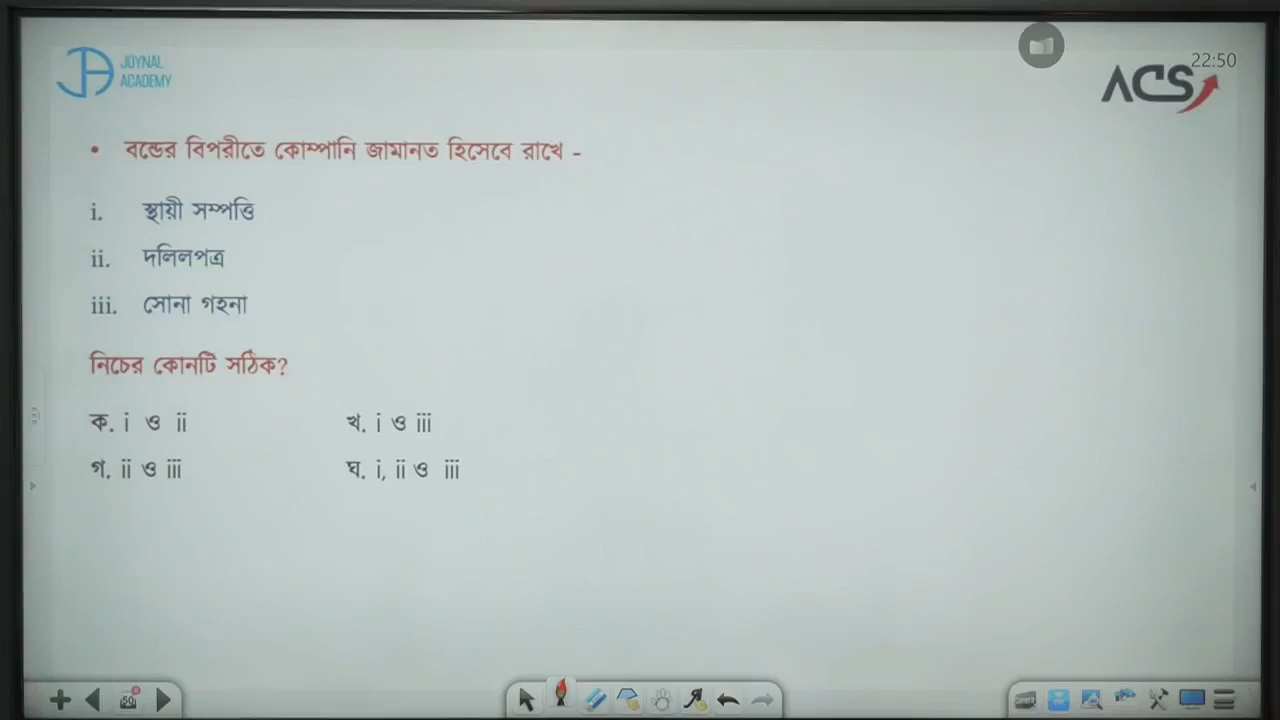 JOYNAL
ACADEMY
22:50
ACS
• বন্ডের বিপরীতে কোম্পানি জামানত হিসেবে রাখে -
i. স্থায়ী সম্পত্তি
ii. দলিলপত্র
iii. সোনা গহনা
নিচের কোনটি সঠিক?
ক. i ও ii খ. i ও iii
গ. ii ও iii ঘ. i, ii ও iii